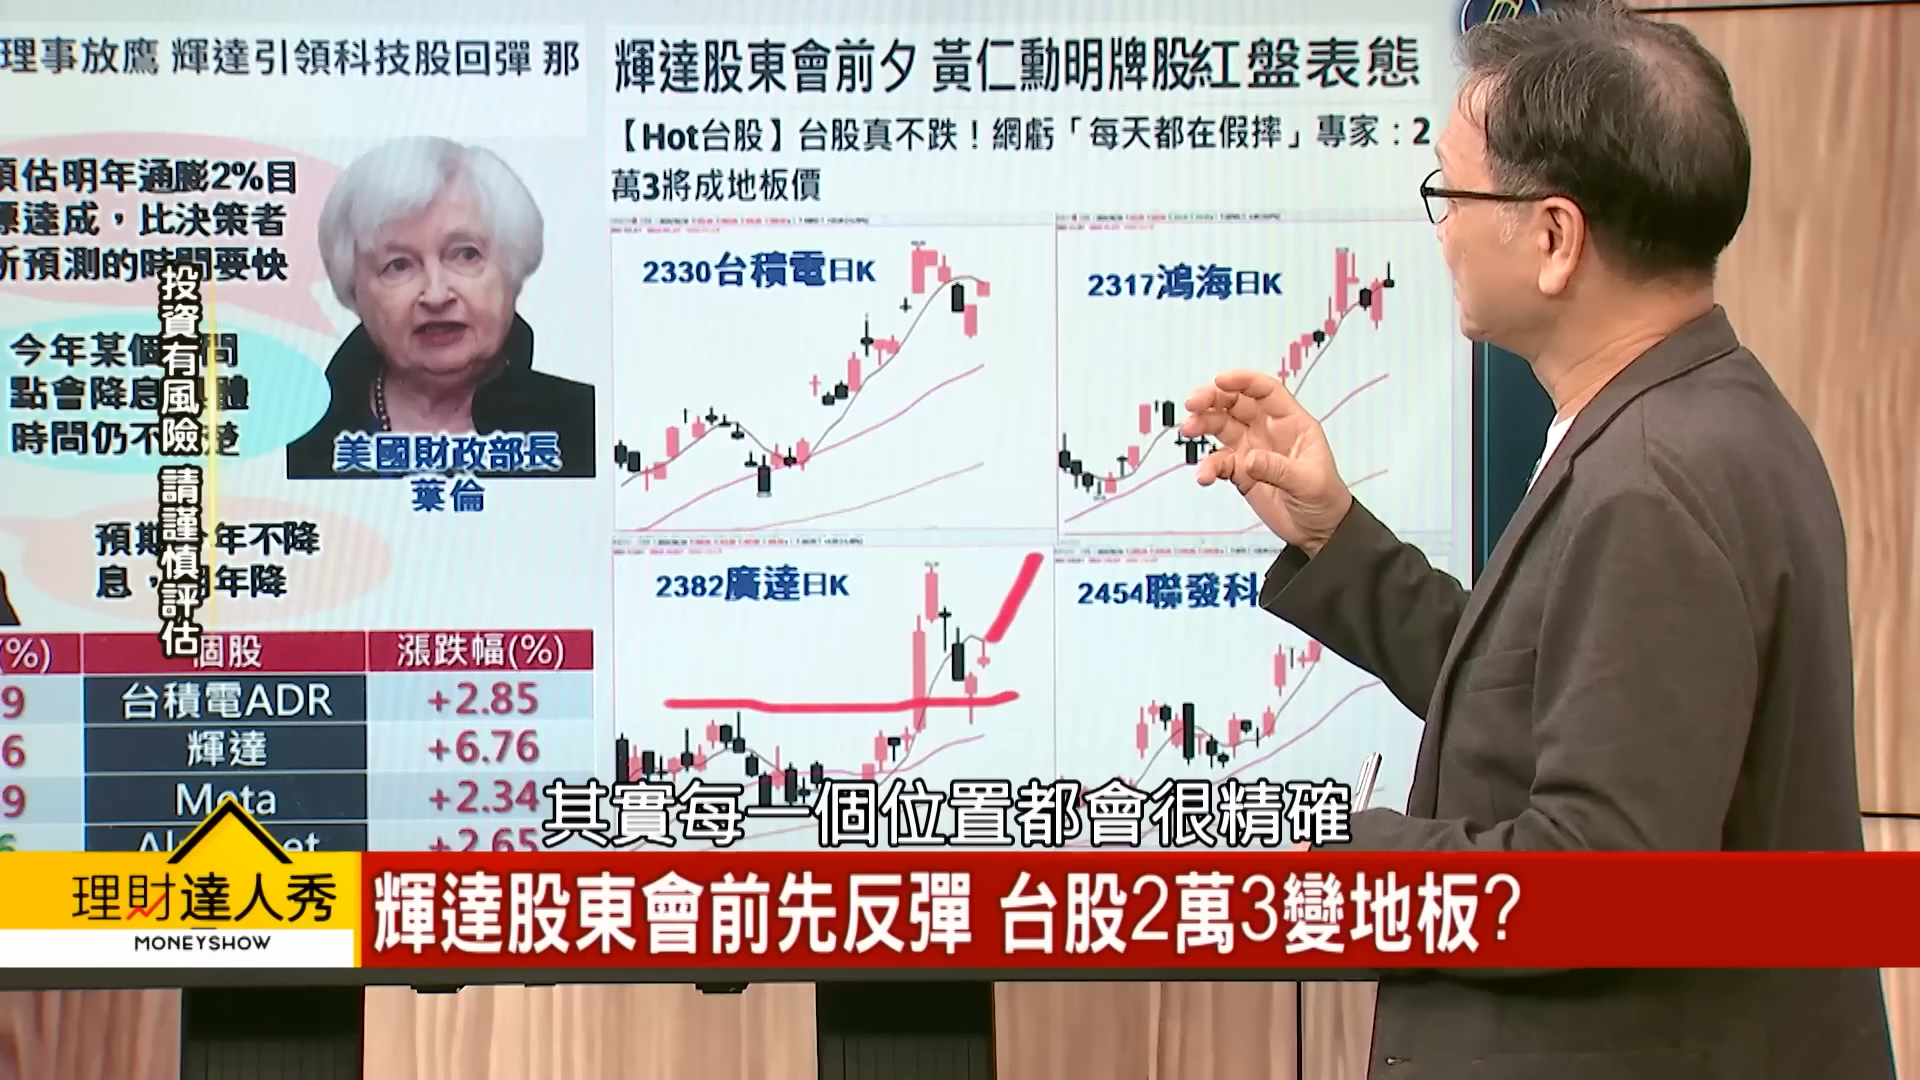 理事放鷹 輝達引領科技股回彈 那
輝達股東會前夕 黃仁勳明牌股紅盤表態
【Hot台股】台股真不跌！網虧「每天都在假摔」專家：2
萬3將成地板價
預估明年通膨2%目
標達成，比決策者
所預測的時間要快
今年某個時間
點會降息
時間仍不
美國財政部長
葉倫
預期今年不降
息，明年降
投資有風險 請謹慎評估
2330台積電日K
2317鴻海日K
2382廣達日K
2454聯發科
(%) 個股 漲跌幅(%)
9 台積電ADR +2.85
6 輝達 +6.76
9 Meta +2.34
6 +2.65
其實每一個位置都會很精確
理財達人秀
MONEYSHOW
輝達股東會前先反彈 台股2萬3變地板?